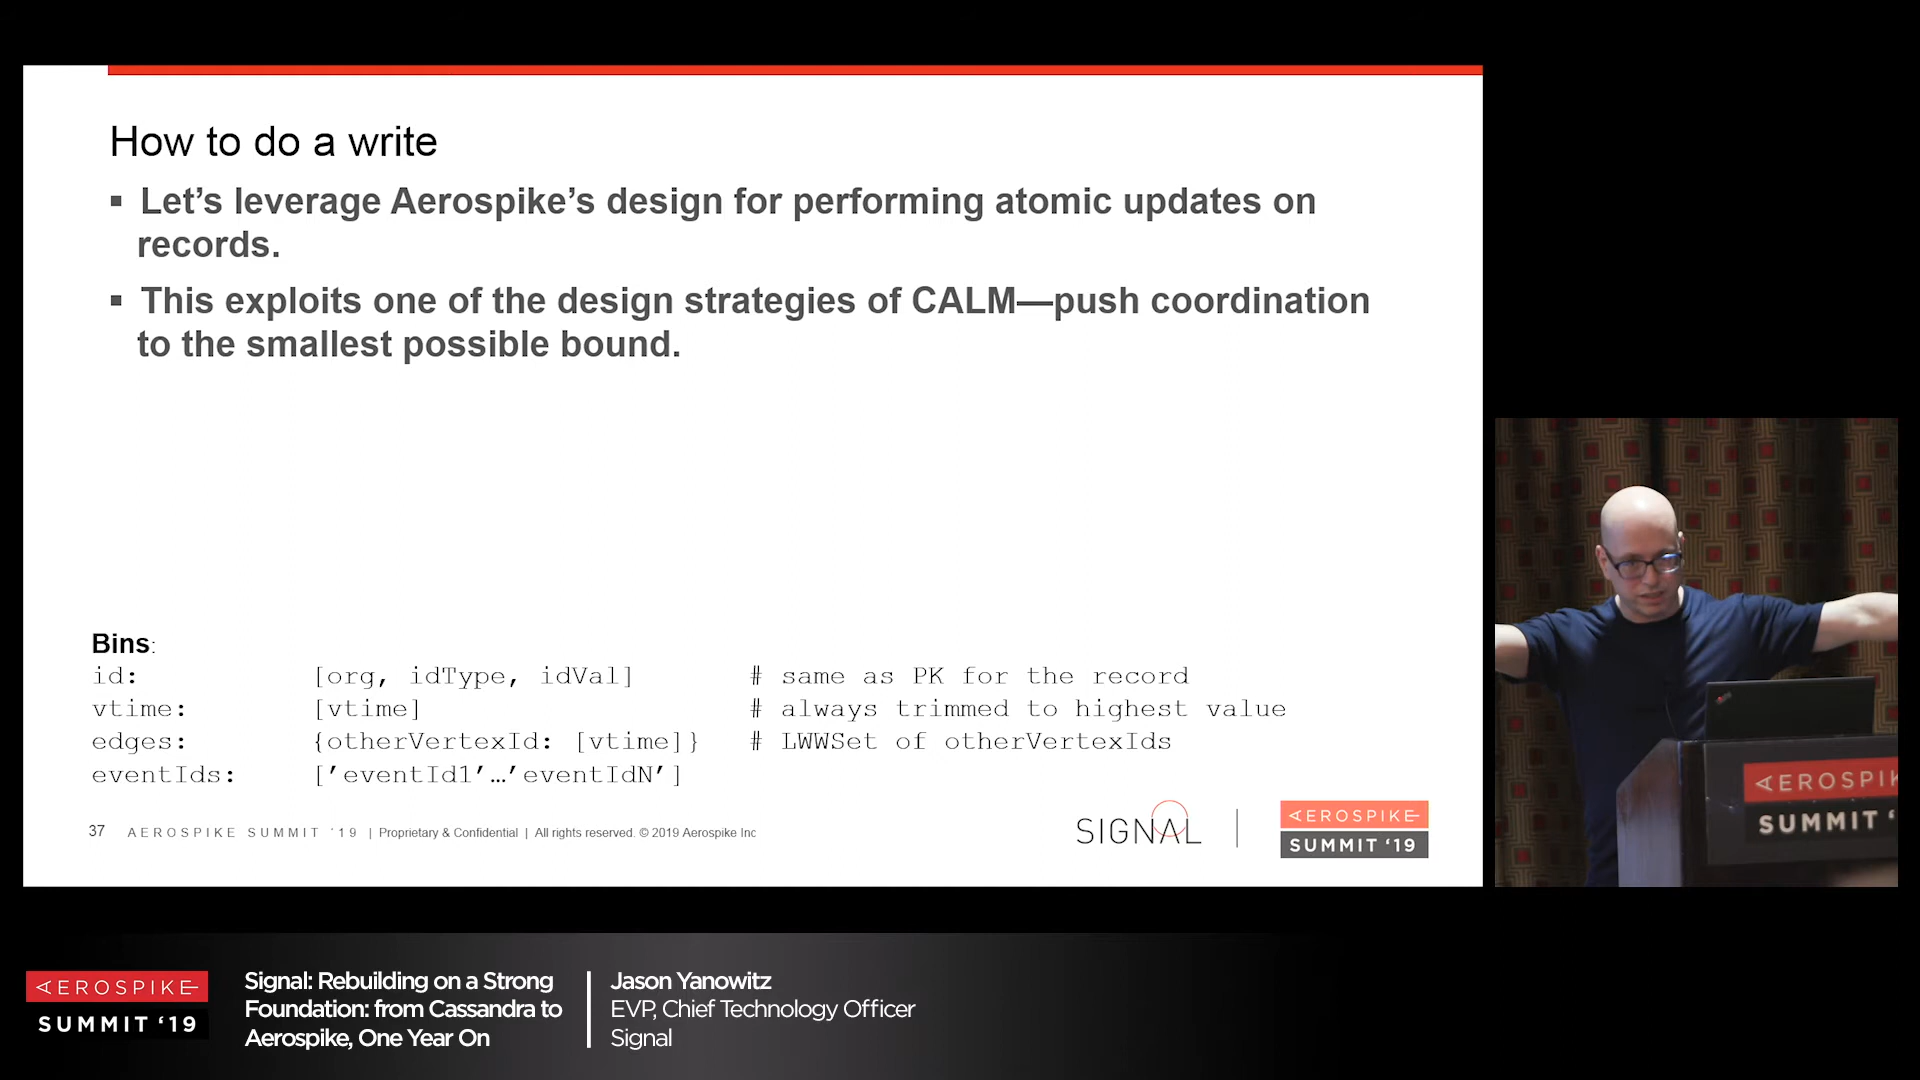 How to do a write
▪ Let’s leverage Aerospike’s design for performing atomic updates on
records.
▪ This exploits one of the design strategies of CALM—push coordination
to the smallest possible bound.
Bins:
id: [org, idType, idVal] # same as PK for the record
vtime: [vtime] # always trimmed to highest value
edges: {otherVertexId: [vtime]} # LWWSet of otherVertexIds
eventIds: [’eventId1’…’eventIdN’]
37 AEROSPIKE SUMMIT ‘19 | Proprietary & Confidential | All rights reserved. © 2019 Aerospike Inc
SIGNAL
AEROSPIKE
SUMMIT ‘19
AEROSPIK
SUMMIT ‘
AEROSPIKE
SUMMIT ‘19
Signal: Rebuilding on a Strong
Foundation: from Cassandra to
Aerospike, One Year On
Jason Yanowitz
EVP, Chief Technology Officer
Signal